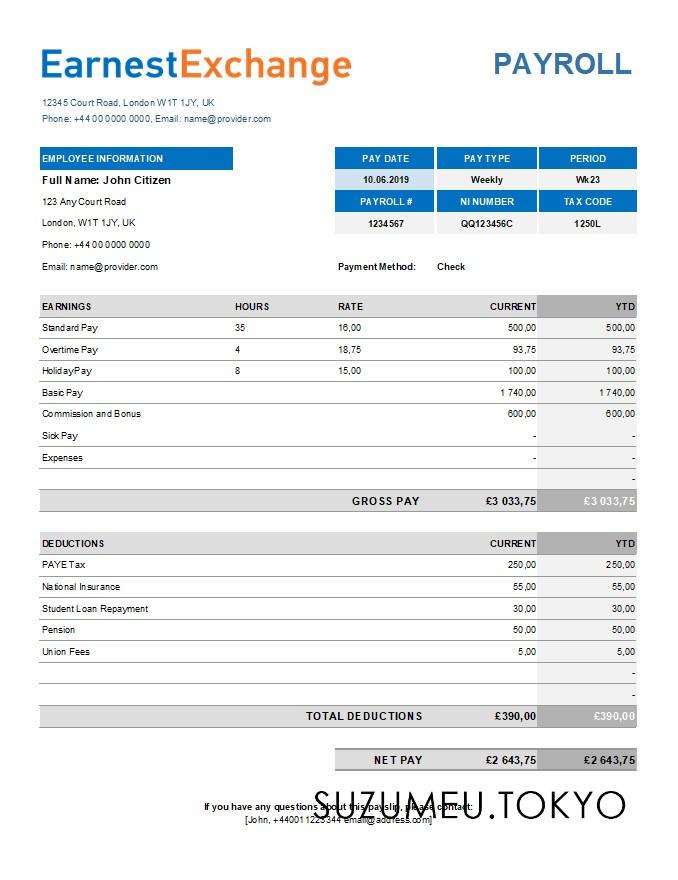 EarnestExchange PAYROLL
12345 Court Road, London W1T 1JY, UK
Phone: +44 00 0000 0000, Email: name@provider.com
EMPLOYEE INFORMATION PAY DATE PAY TYPE PERIOD
Full Name: John Citizen 10.06.2019 Weekly Wk23
123 Any Court Road PAYROLL # NI NUMBER TAX CODE
London, W1T 1JY, UK 1234567 QQ123456C 1250L
Phone: +44 00 0000 0000
Email: name@provider.com Payment Method: Check
EARNINGS HOURS RATE CURRENT YTD
Standard Pay 35 16,00 500,00 500,00
Overtime Pay 4 18,75 93,75 93,75
Holiday Pay 8 15,00 100,00 100,00
Basic Pay 1 740,00 1 740,00
Commission and Bonus 600,00 600,00
Sick Pay - -
Expenses - -
-
GROSS PAY £3 033,75 £3 033,75
DEDUCTIONS CURRENT YTD
PAYE Tax 250,00 250,00
National Insurance 55,00 55,00
Student Loan Repayment 30,00 30,00
Pension 50,00 50,00
Union Fees 5,00 5,00
-
-
TOTAL DEDUCTIONS £390,00 £390,00
NET PAY £2 643,75 £2 643,75
If you have any questions about this payslip, please contact:
[John, +440011223344 email@address.com]
SUZUMEU.TOKYO